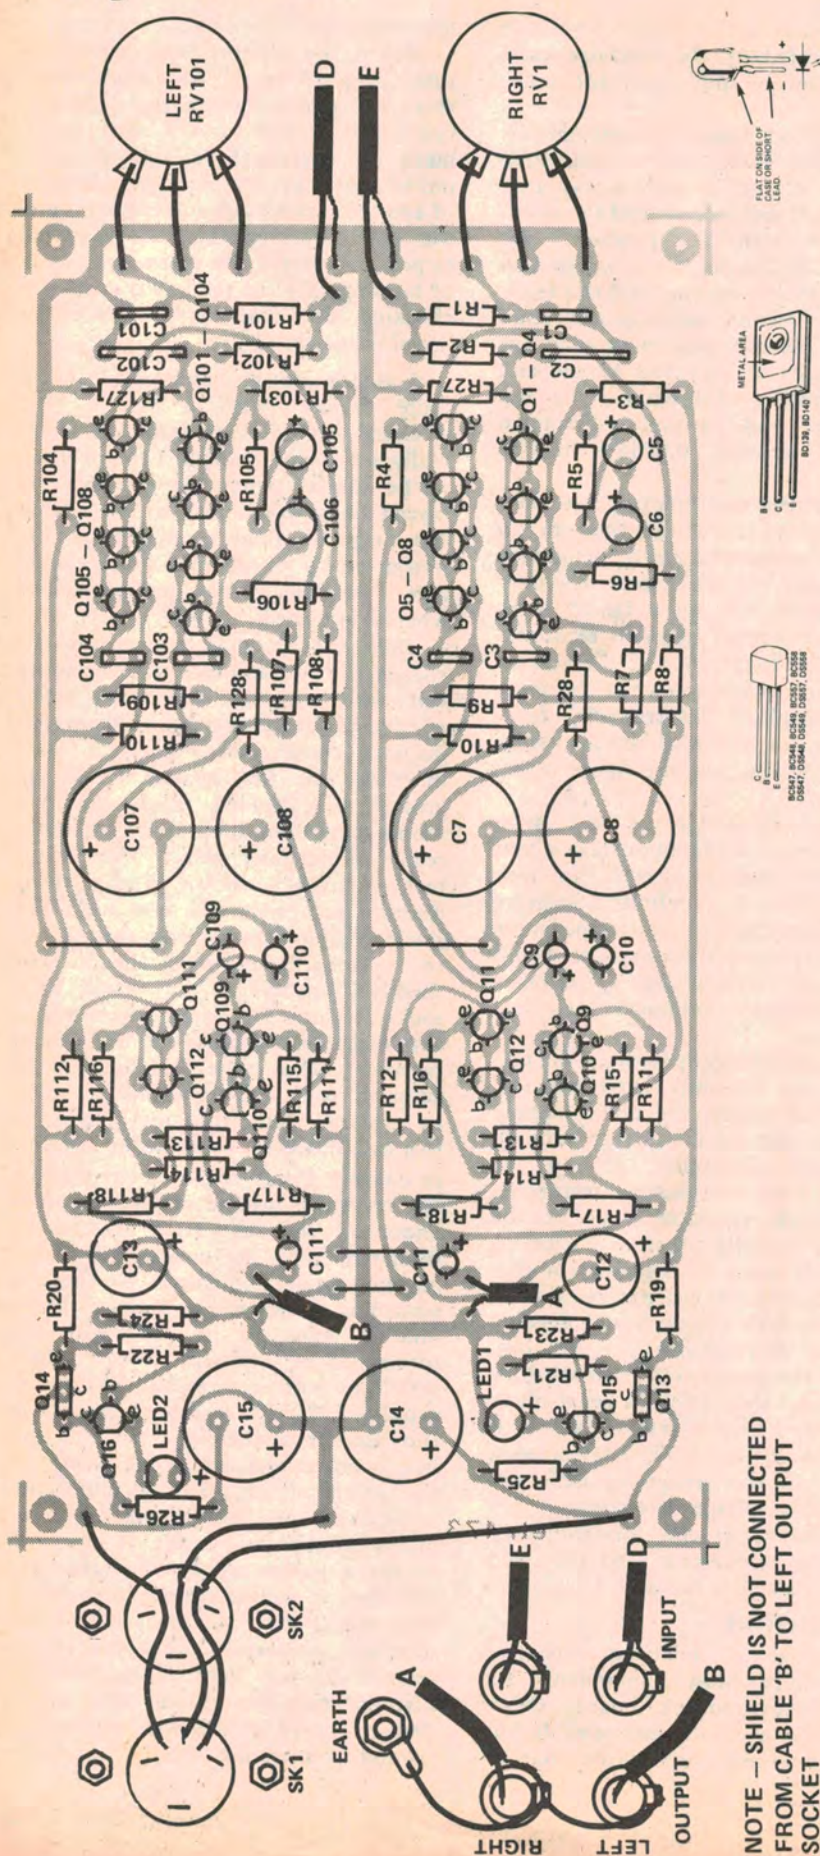 LEFT
RV101
D
E
RIGHT
RV1
+
-
FLAT ON SIDE OF
CASE OR SHORT
LEAD
C101
Q101 – Q104
R101
C102
R102
R127
R103
R104
Q105 – Q108
R105
C105
C106
R106
C104
C103
R109
R128
R107
R108
R110
R1
C1
R2
Q1 – Q4
C2
R27
R3
R4
Q5 – Q8
R5
C5
C6
R6
C4
C3
R9
R28
R7
R8
R10
METAL AREA
B
C
E
BD139, BD140
C
B
E
BC547, BC548, BC549, BC557, BC558
DS547, DS548, DS549, DS557, DS558
C107
C108
C7
C8
C109
C110
Q111
Q109
Q112
Q110
R112
R116
R115
R111
R113
R114
R118
R117
C9
C10
Q11
Q9
Q12
Q10
R12
R16
R15
R11
R13
R14
R18
R17
C13
C111
C11
C12
R20
R24
R22
B
A
R23
R21
R19
Q14
Q16
LED2
C15
C14
LED1
Q15
Q13
R26
R25
SK2
SK1
EARTH
A
E
D
INPUT
B
OUTPUT
RIGHT
LEFT
NOTE – SHIELD IS NOT CONNECTED
FROM CABLE 'B' TO LEFT OUTPUT
SOCKET